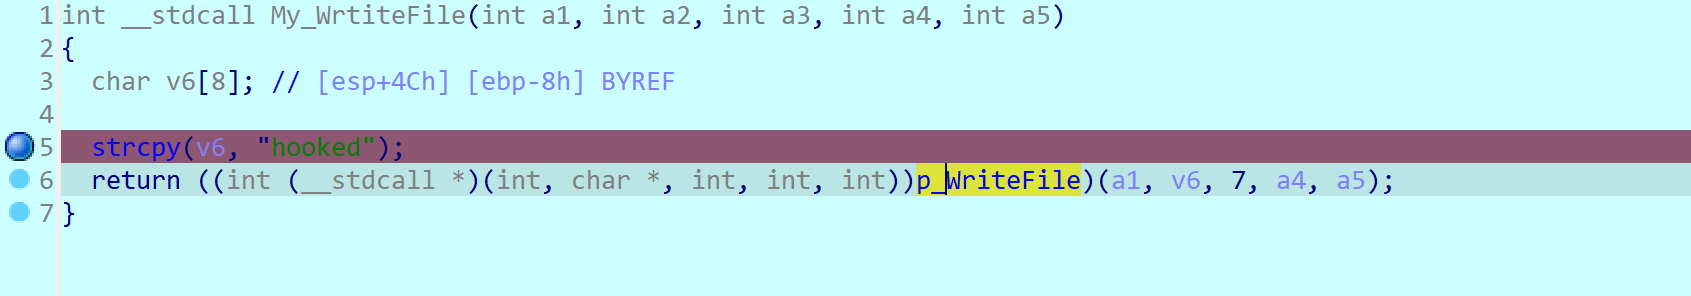 1 int __stdcall My_WrtiteFile(int a1, int a2, int a3, int a4, int a5)
2 {
3   char v6[8]; // [esp+4Ch] [ebp-8h] BYREF
4
5   strcpy(v6, "hooked");
6   return ((int (__stdcall *)(int, char *, int, int, int))p_WriteFile)(a1, v6, 7, a4, a5);
7 }